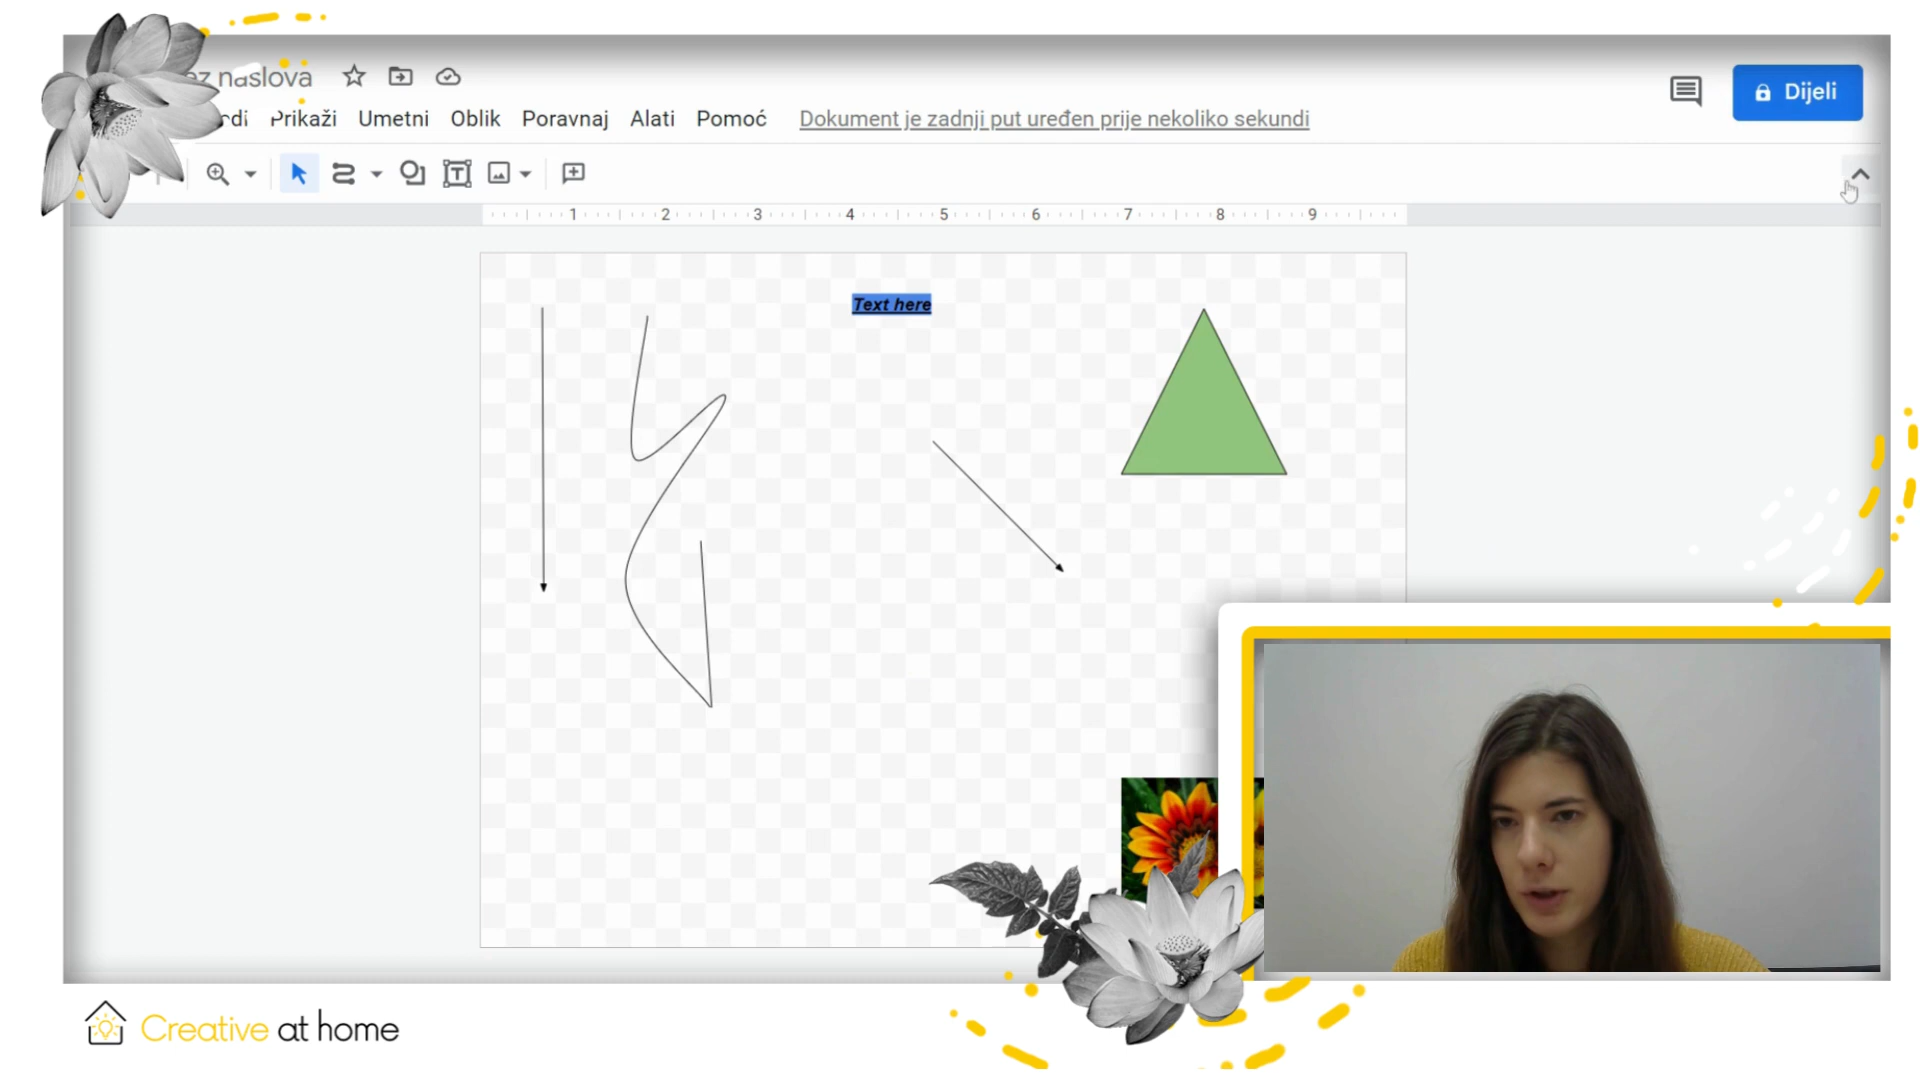 naslova
Prikaži Umetni Oblik Poravnaj Alati Pomoć Dokument je zadnji put uređen prije nekoliko sekundi
Dijeli
1 2 3 4 5 6 7 8 9
Text here
Creative at home